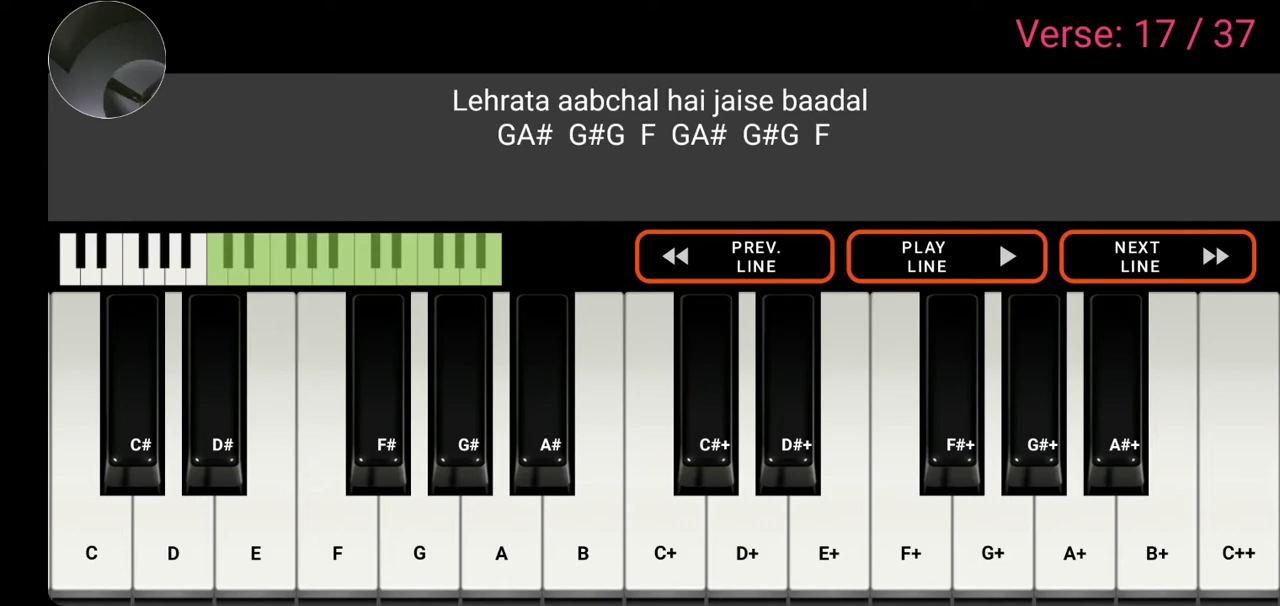 Verse: 17 / 37
Lehrata aabchal hai jaise baadal
GA# G#G F GA# G#G F
PREV. LINE
PLAY LINE
NEXT LINE
C# D# F# G# A# C#+ D#+ F#+ G#+ A#+
C D E F G A B C+ D+ E+ F+ G+ A+ B+ C++